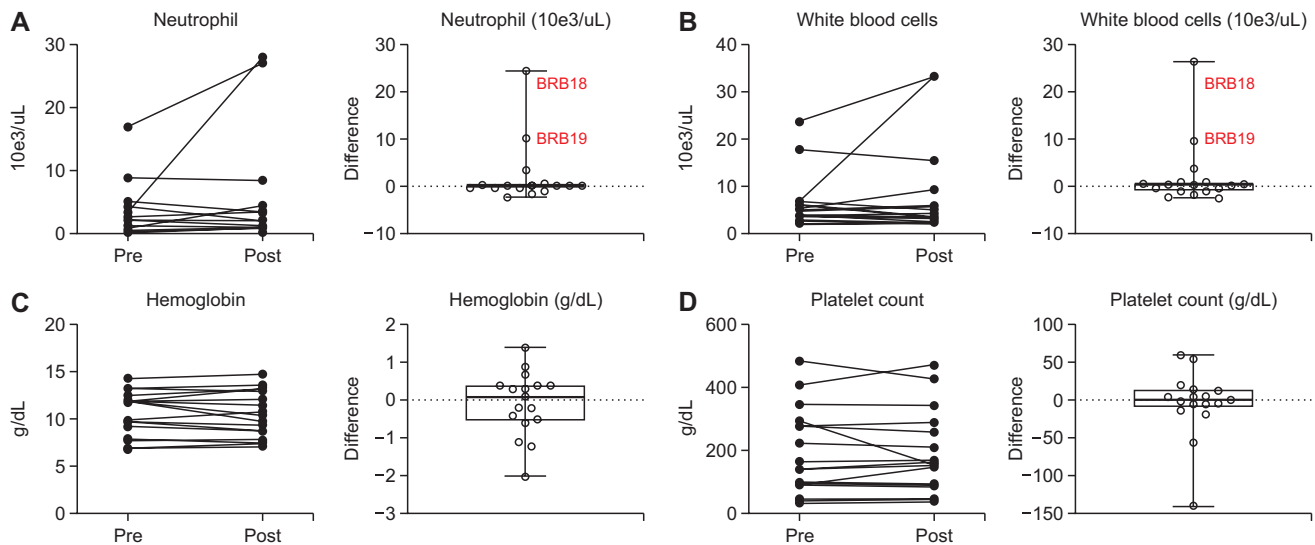 A
Neutrophil
10e3/uL
30
20
10
0
Pre
Post
Neutrophil (10e3/uL)
Difference
30
20
10
0
−10
BRB18
BRB19
B
White blood cells
10e3/uL
40
30
20
10
0
Pre
Post
White blood cells (10e3/uL)
Difference
30
20
10
0
−10
BRB18
BRB19
C
Hemoglobin
g/dL
20
15
10
5
0
Pre
Post
Hemoglobin (g/dL)
Difference
2
1
0
−1
−2
−3
D
Platelet count
g/dL
600
400
200
0
Pre
Post
Platelet count (g/dL)
Difference
100
50
0
−50
−100
−150